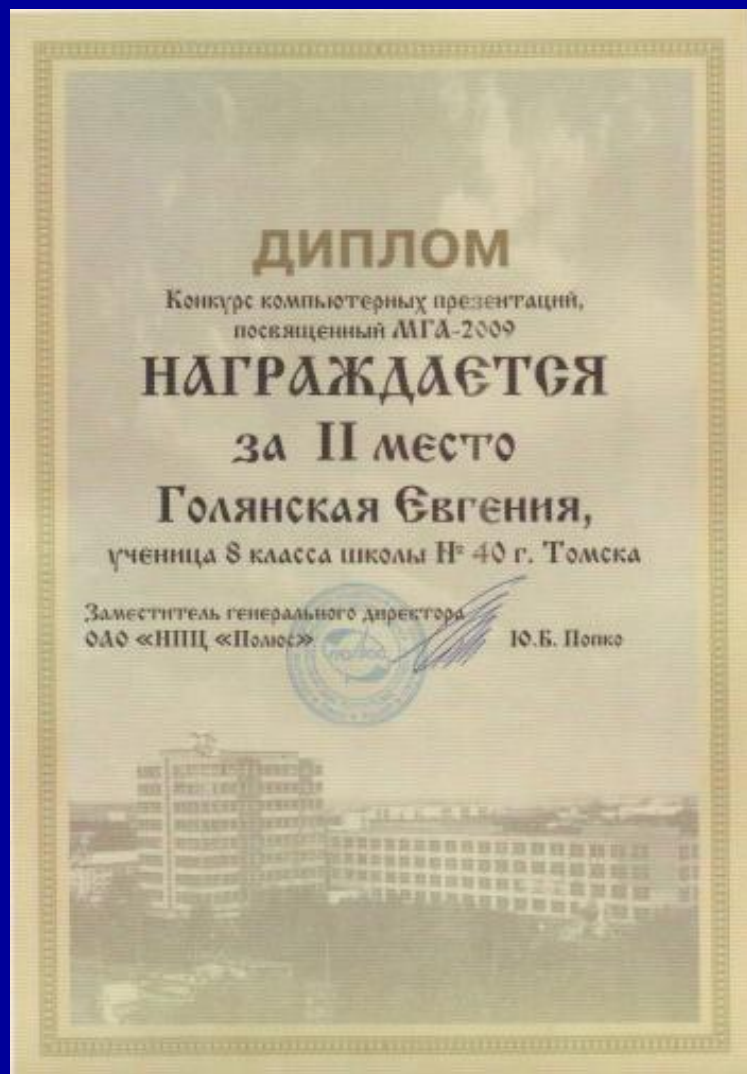 ДИПЛОМ
Конкурс компьютерных презентаций,
посвященный МГА-2009
НАГРАЖДАЕТСЯ
за II место
Голянская Евгения,
ученица 8 класса школы № 40 г. Томска
Заместитель генерального директора
ОАО «НПЦ «Полюс» Ю.Б. Попко
полюс